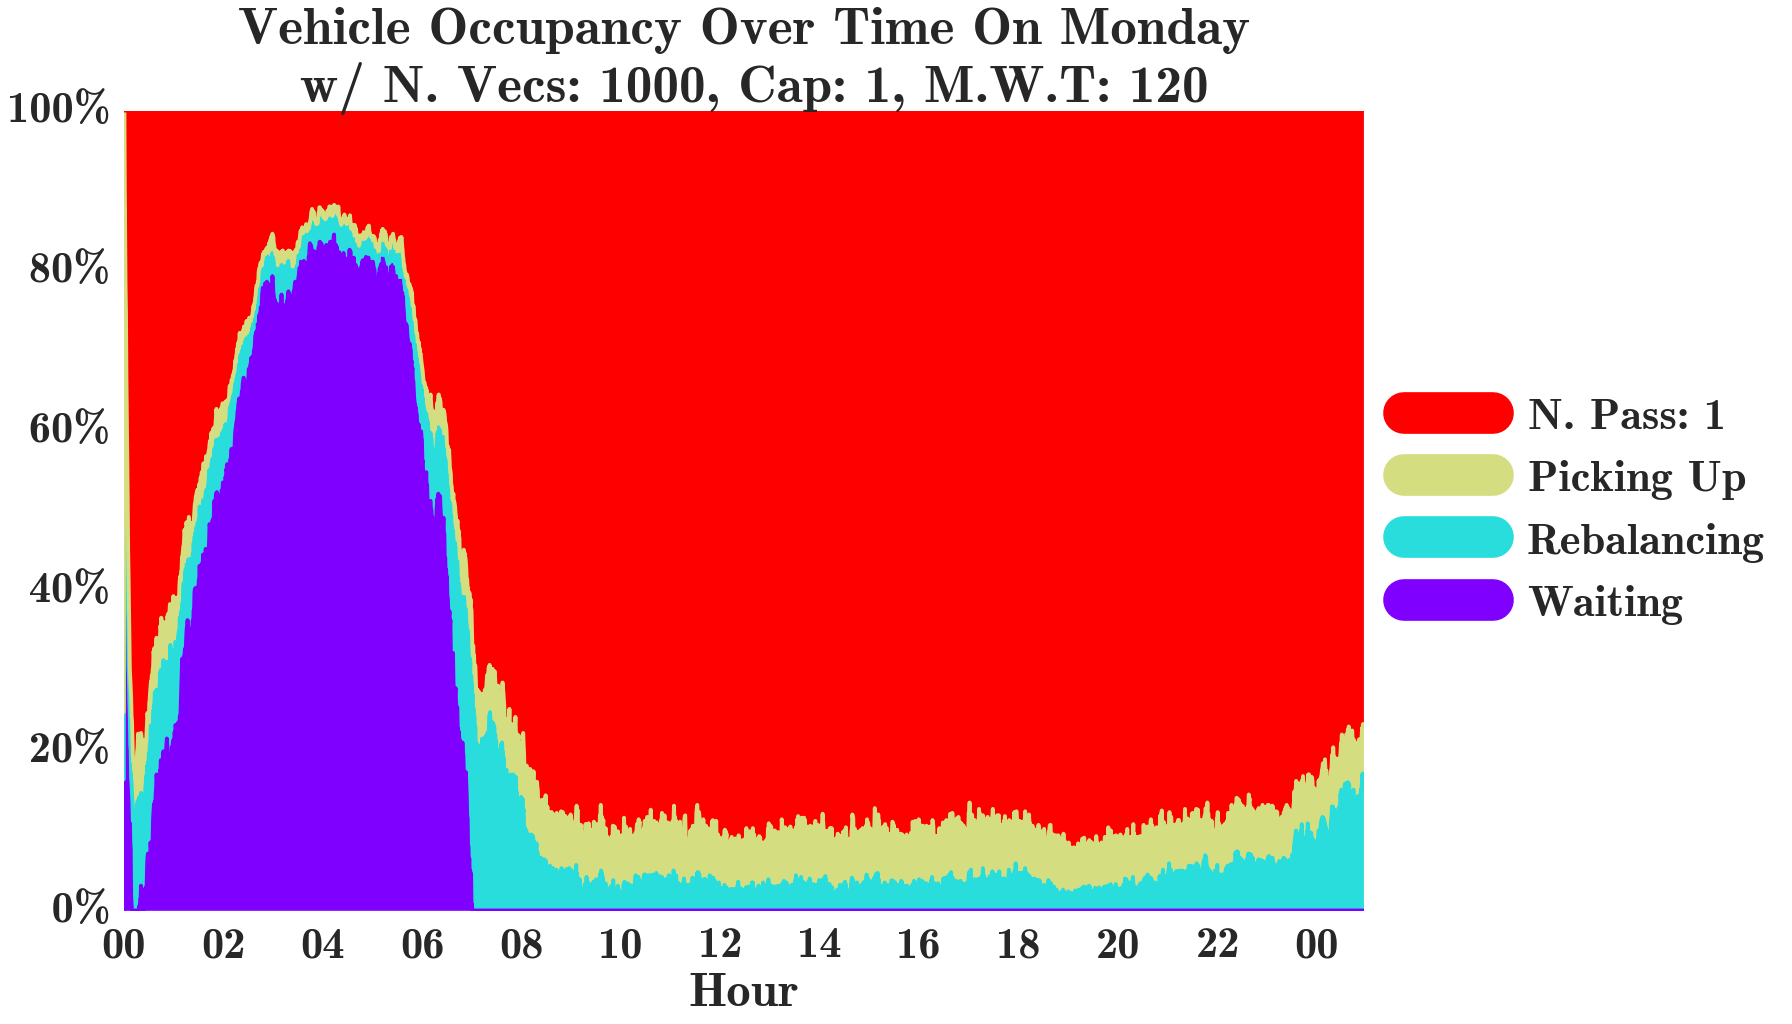 Vehicle Occupancy Over Time On Monday
w/ N. Vecs: 1000, Cap: 1, M.W.T: 120
100%
80%
60%
40%
20%
0%
00 02 04 06 08 10 12 14 16 18 20 22 00
Hour
N. Pass: 1
Picking Up
Rebalancing
Waiting